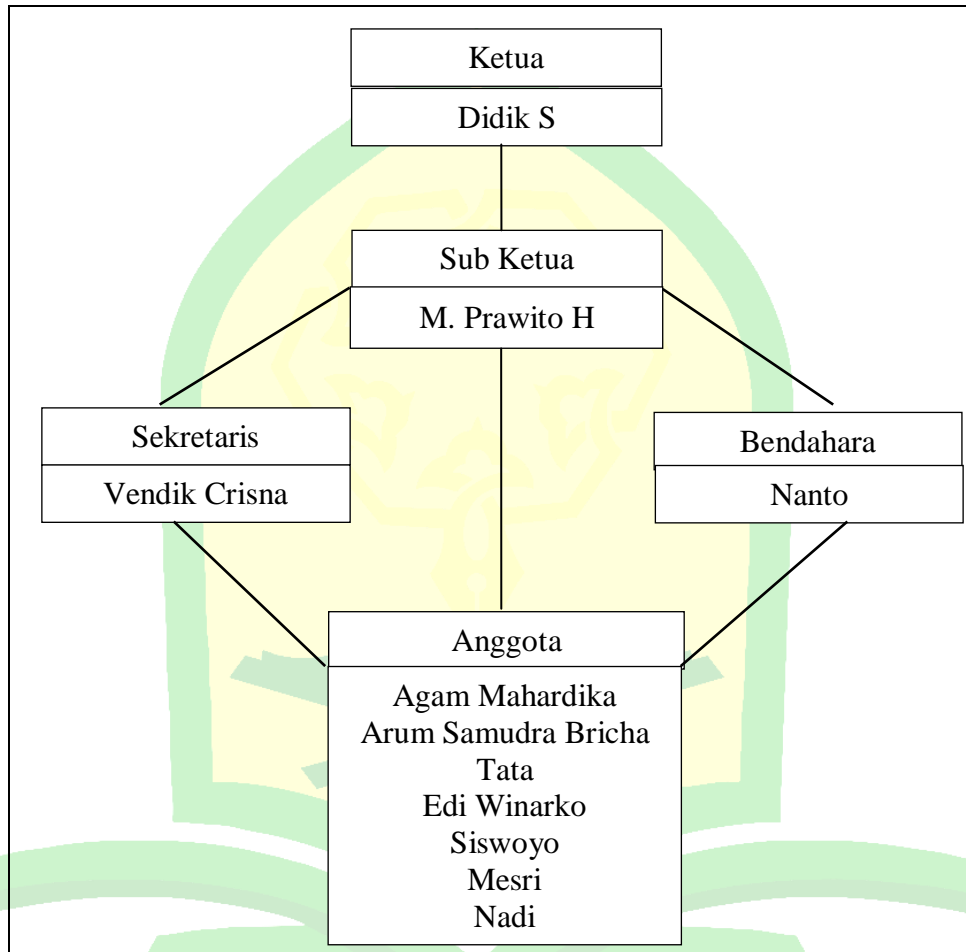 Ketua
Didik S
Sub Ketua
M. Prawito H
Sekretaris
Vendik Crisna
Bendahara
Nanto
Anggota
Agam Mahardika
Arum Samudra Bricha
Tata
Edi Winarko
Siswoyo
Mesri
Nadi